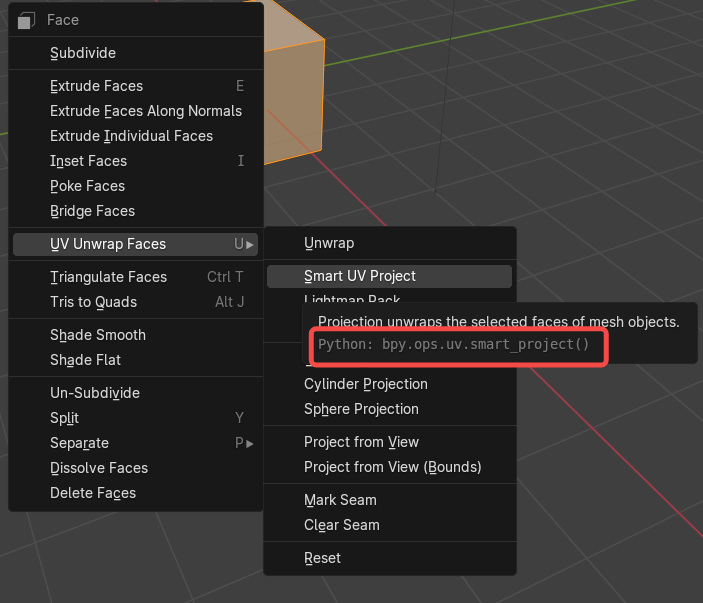 Face
Subdivide
Extrude Faces E
Extrude Faces Along Normals
Extrude Individual Faces
Inset Faces I
Poke Faces
Bridge Faces
UV Unwrap Faces U
Triangulate Faces Ctrl T
Tris to Quads Alt J
Shade Smooth
Shade Flat
Un-Subdivide
Split Y
Separate P
Dissolve Faces
Delete Faces
Unwrap
Smart UV Project
Lightmap Pack
Projection unwraps the selected faces of mesh objects.
Python: bpy.ops.uv.smart_project()
Cylinder Projection
Sphere Projection
Project from View
Project from View (Bounds)
Mark Seam
Clear Seam
Reset